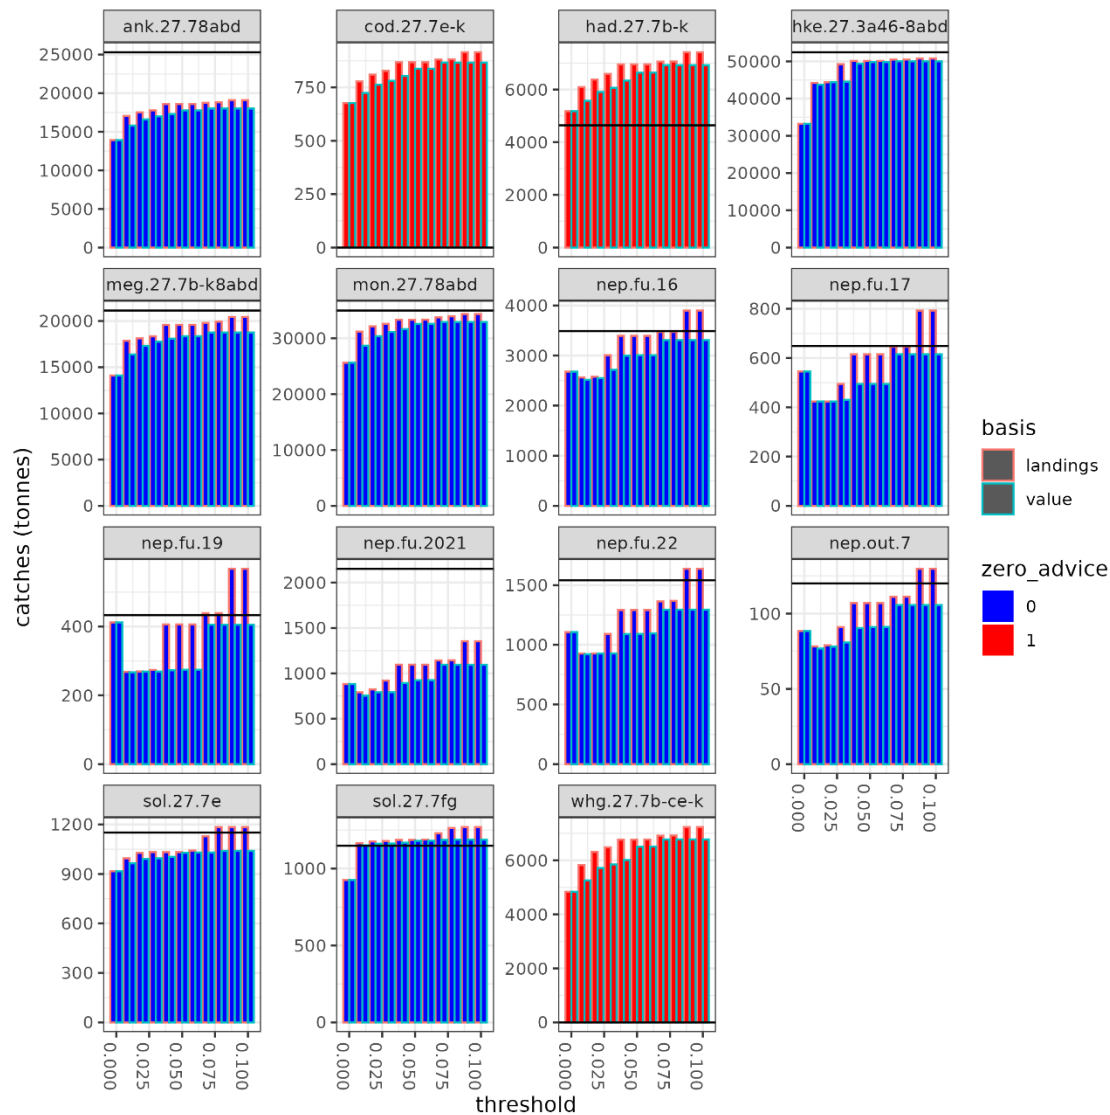 ank.27.78abd cod.27.7e-k had.27.7b-k hke.27.3a46-8abd
25000 20000 15000 10000 5000 0
750 500 250 0
6000 4000 2000 0
50000 40000 30000 20000 10000 0
meg.27.7b-k8abd mon.27.78abd nep.fu.16 nep.fu.17
20000 15000 10000 5000 0
30000 20000 10000 0
4000 3000 2000 1000 0
800 600 400 200 0
catches (tonnes)
nep.fu.19 nep.fu.2021 nep.fu.22 nep.out.7
400 200 0
2000 1500 1000 500 0
1500 1000 500 0
100 50 0
0.000 0.025 0.050 0.075 0.100
sol.27.7e sol.27.7fg whg.27.7b-ce-k
1200 900 600 300 0
1000 500 0
6000 4000 2000 0
0.000 0.025 0.050 0.075 0.100
0.000 0.025 0.050 0.075 0.100
0.000 0.025 0.050 0.075 0.100
threshold
basis
landings
value
zero_advice
0
1